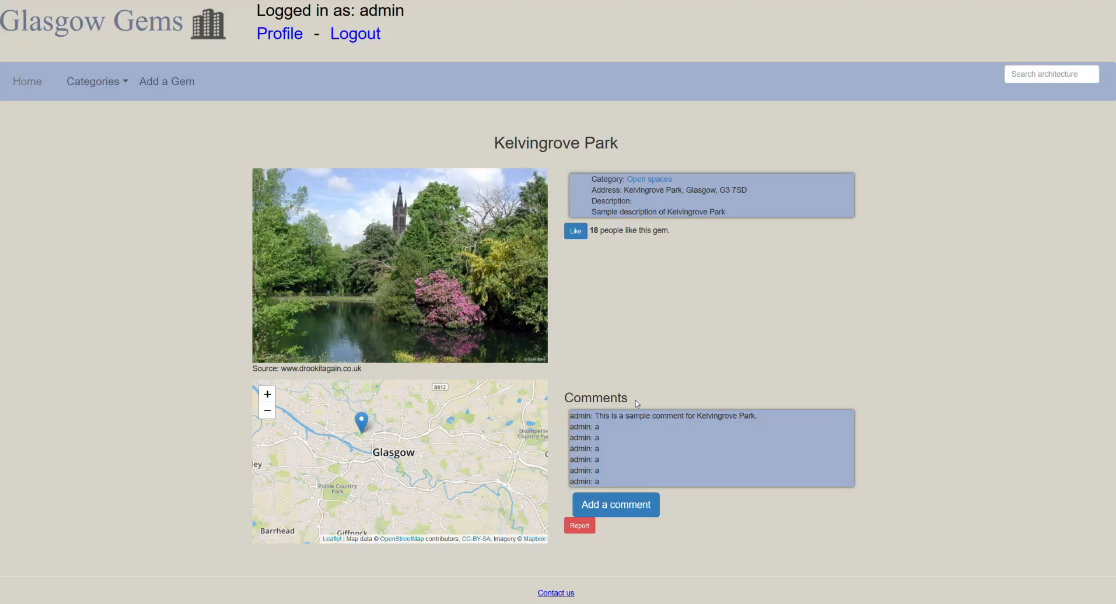 Glasgow Gems
Logged in as: admin
Profile - Logout
Home Categories Add a Gem
Search architecture
Kelvingrove Park
Category: Open spaces
Address: Kelvingrove Park, Glasgow, G3 7SD
Description:
Sample description of Kelvingrove Park
Like 18 people like this gem.
Source: www.drookitagain.co.uk
+
−
B812
Glasgow
Country Park
Barrhead
Giffnock
Leaflet | Map data © OpenStreetMap contributors, CC-BY-SA, Imagery © Mapbox
Comments
admin: This is a sample comment for Kelvingrove Park.
admin: a
admin: a
admin: a
admin: a
admin: a
admin: a
Add a comment
Report
Contact us